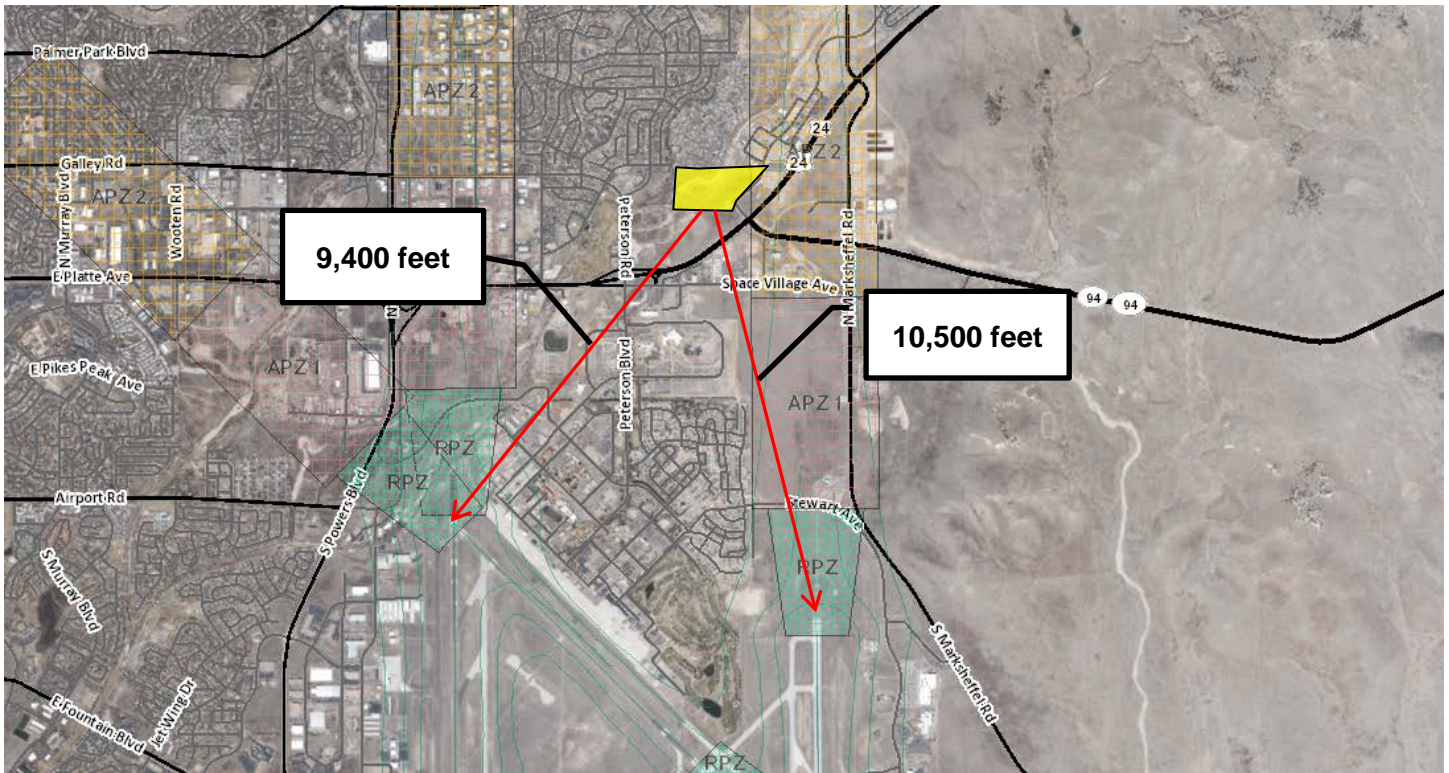 Palmer Park Blvd
APZ 2
24
24
APZ 2
Galley Rd
APZ 2
N Murray Blvd
Wooten Rd
Peterson Rd
N Marksheffel Rd
9,400 feet
E Platte Ave
Space Village Ave
94
94
N
10,500 feet
E Pikes Peak Ave
APZ 1
Peterson Blvd
APZ 1
RPZ
RPZ
Airport Rd
S Powers Blvd
Stewart Ave
RPZ
S Murray Blvd
S Marksheffel Rd
Jet Wing Dr
E Fountain Blvd
RPZ